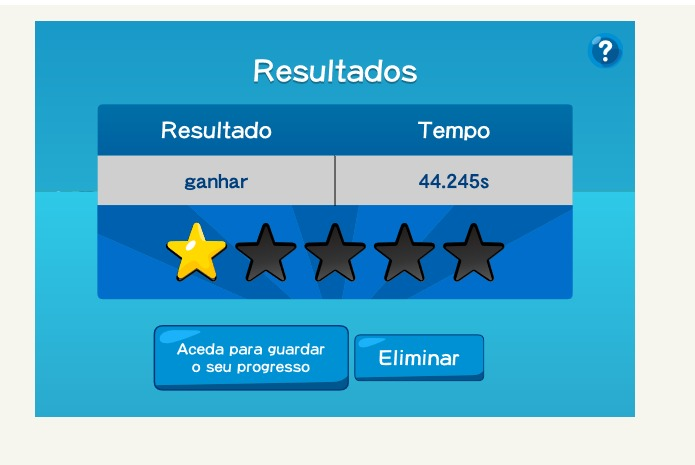 ?
Resultados
Resultado Tempo
ganhar 44.245s
Aceda para guardar
o seu progresso
Eliminar